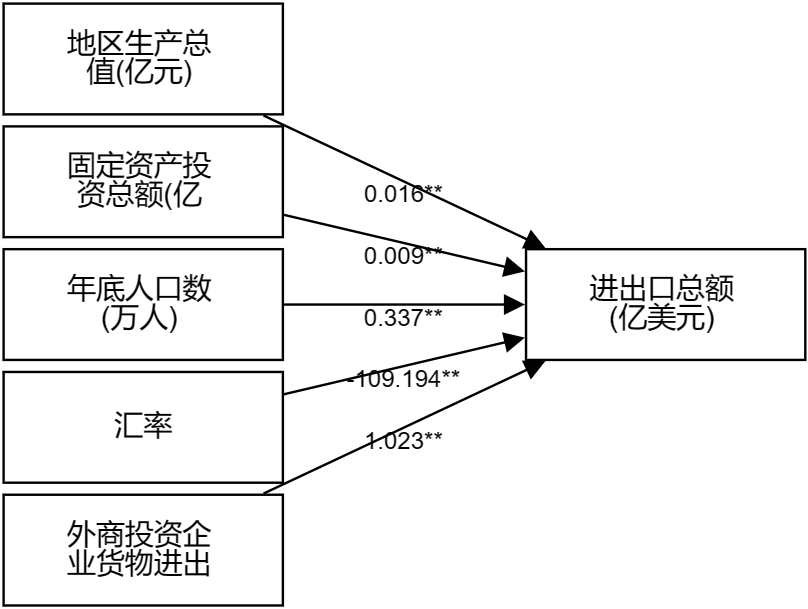 地区生产总
值(亿元)
固定资产投
资总额(亿
年底人口数
(万人)
汇率
外商投资企
业货物进出
0.016**
0.009**
0.337**
-109.194**
1.023**
进出口总额
(亿美元)